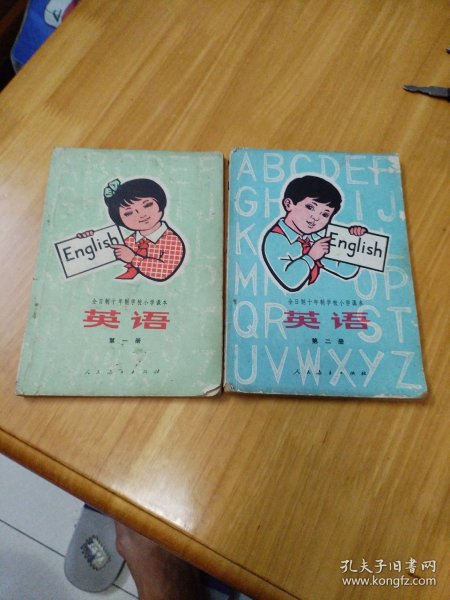 English
全日制十年制学校小学课本
英语
第一册
人民教育出版社
ABCDEF
GH
IJ
K
English
M
OP
QR
ST
UVWXYZ
全日制十年制学校小学课本
英语
第二册
人民教育出版社
孔夫子旧书网
www.kongfz.com